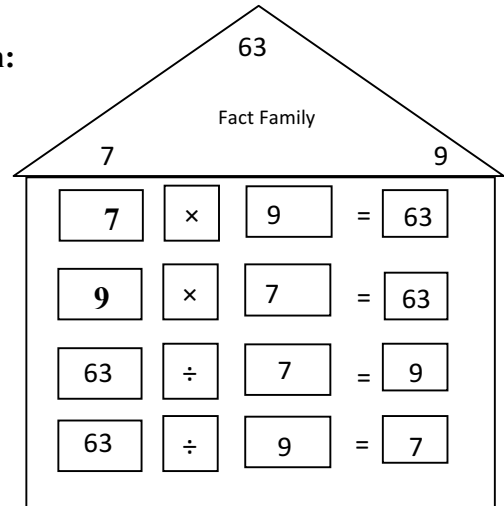 63
:
Fact Family
7 9
7 × 9 = 63
9 × 7 = 63
63 ÷ 7 = 9
63 ÷ 9 = 7